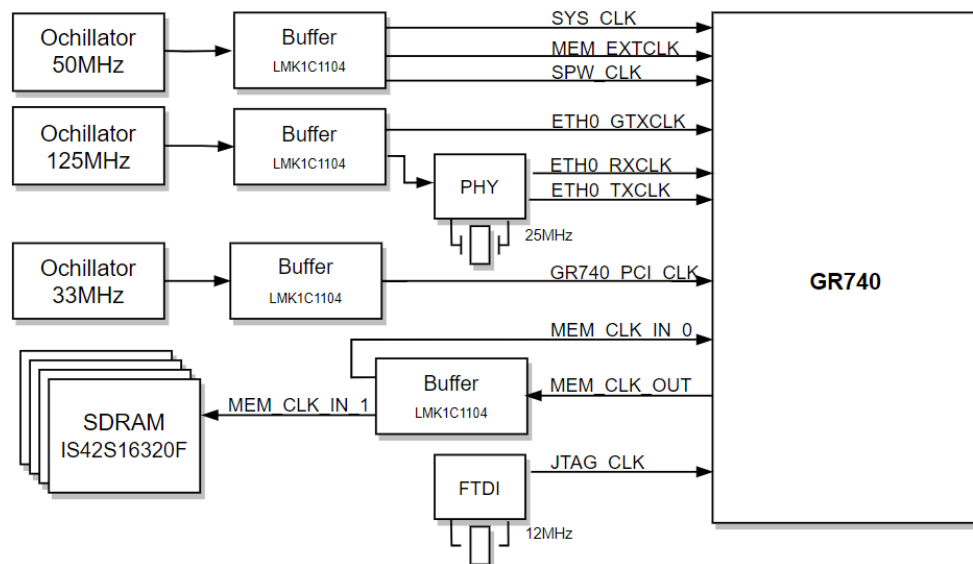 Ochillator
50MHz
Buffer
LMK1C1104
SYS_CLK
MEM_EXTCLK
SPW_CLK
Ochillator
125MHz
Buffer
LMK1C1104
ETH0_GTXCLK
PHY
ETH0_RXCLK
ETH0_TXCLK
25MHz
Ochillator
33MHz
Buffer
LMK1C1104
GR740_PCI_CLK
GR740
MEM_CLK_IN_0
Buffer
LMK1C1104
MEM_CLK_OUT
MEM_CLK_IN_1
SDRAM
IS42S16320F
FTDI
JTAG_CLK
12MHz